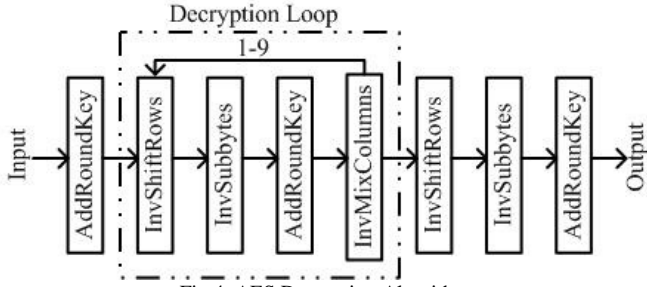 Decryption Loop
1-9
Input
AddRoundKey
InvShiftRows
InvSubbytes
AddRoundKey
InvMixColumns
InvShiftRows
InvSubbytes
AddRoundKey
Output